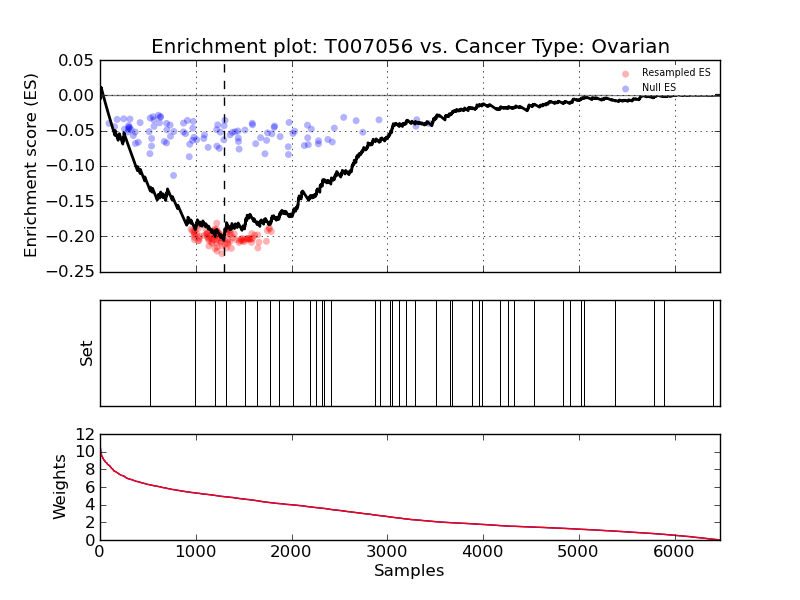 Enrichment plot: T007056 vs. Cancer Type: Ovarian
Enrichment score (ES)
0.05
0.00
−0.05
−0.10
−0.15
−0.20
−0.25
Resampled ES
Null ES
Set
Weights
12
10
8
6
4
2
0
0 1000 2000 3000 4000 5000 6000
Samples